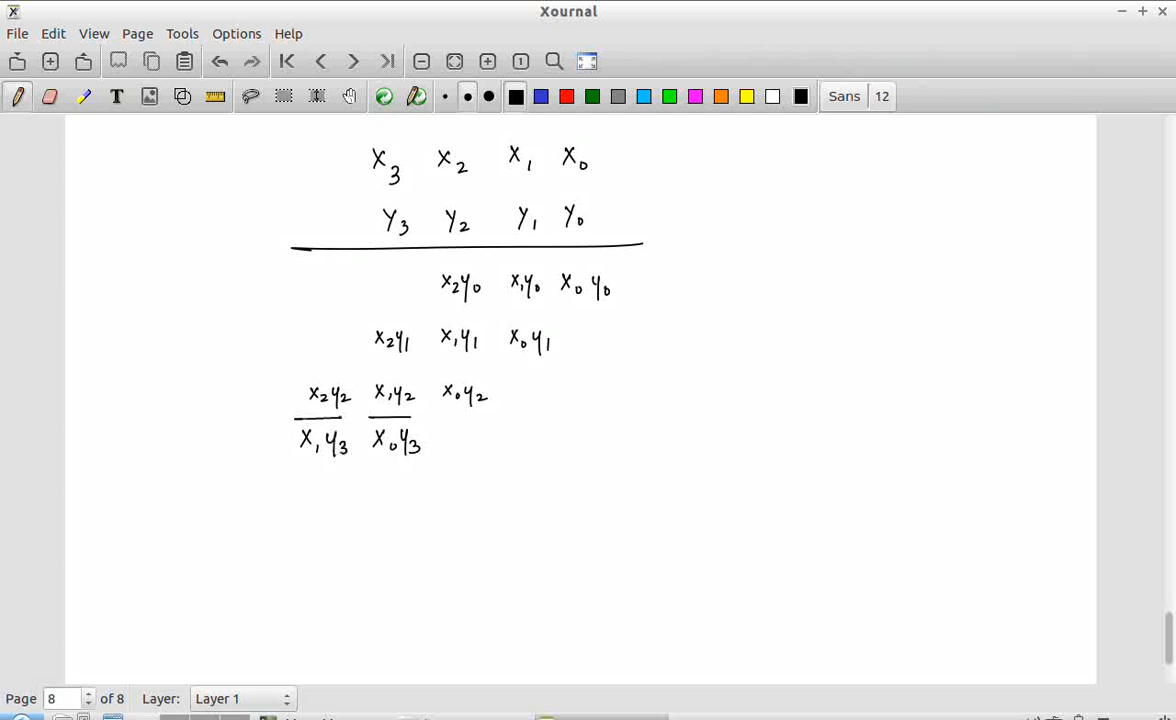 Xournal
File Edit View Page Tools Options Help
Sans 12
X3 X2 X1 X0
Y3 Y2 Y1 Y0
x2y0 x1y0 x0y0
x2y1 x1y1 x0y1
x2y2 x1y2 x0y2
x1y3 x0y3
Page 8 of 8 Layer: Layer 1